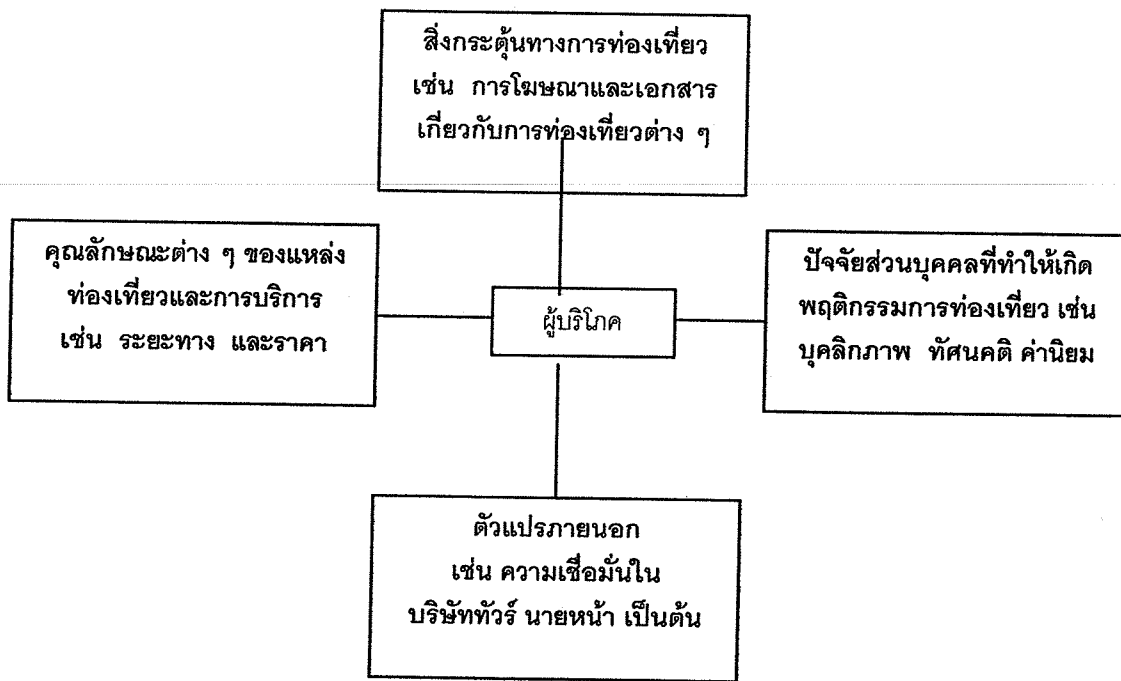 สิ่งกระตุ้นทางการท่องเที่ยว
เช่น การโฆษณาและเอกสาร
เกี่ยวกับการท่องเที่ยวต่าง ๆ
คุณลักษณะต่าง ๆ ของแหล่ง
ท่องเที่ยวและการบริการ
เช่น ระยะทาง และราคา
ผู้บริโภค
ปัจจัยส่วนบุคคลที่ทำให้เกิด
พฤติกรรมการท่องเที่ยว เช่น
บุคลิกภาพ ทัศนคติ ค่านิยม
ตัวแปรภายนอก
เช่น ความเชื่อมั่นใน
บริษัททัวร์ นายหน้า เป็นต้น